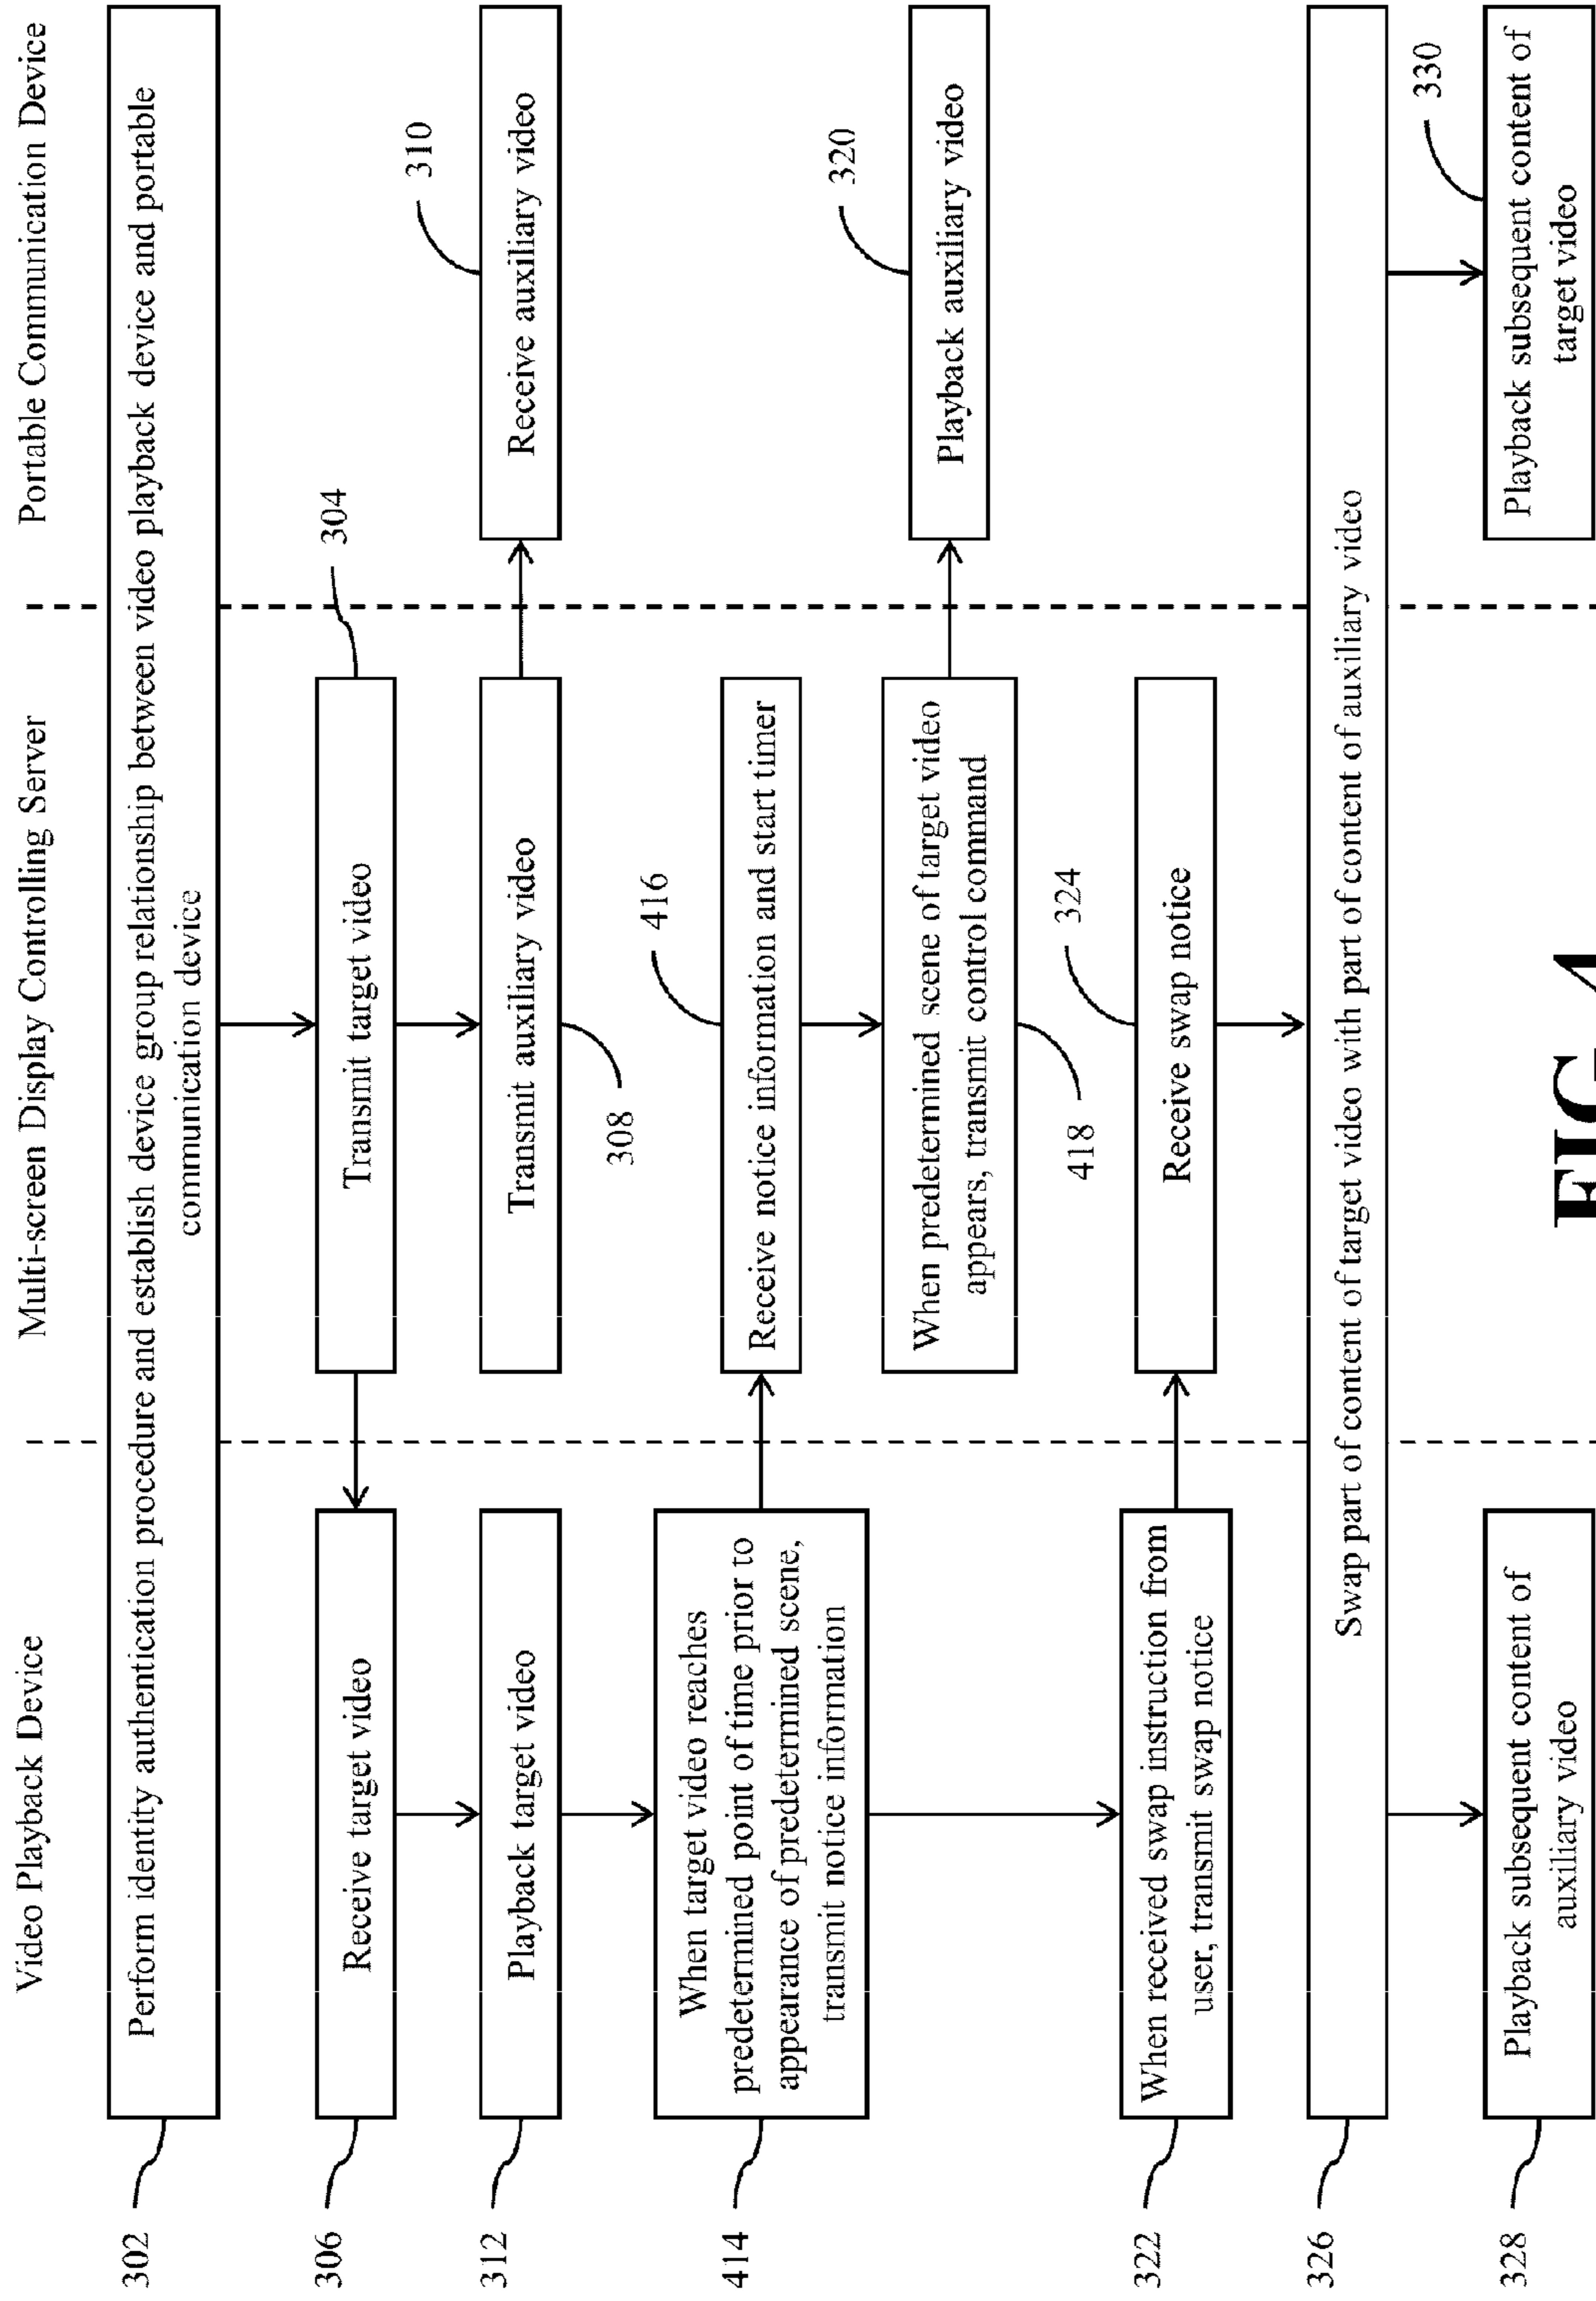 Video Playback Device
Multi-screen Display Controlling Server
Portable Communication Device
302
Perform identity authentication procedure and establish device group relationship between video playback device and portable
communication device
304
306
Receive target video
Transmit target video
310
312
Playback target video
Transmit auxiliary video
Receive auxiliary video
308
414
When target video reaches
predetermined point of time prior to
appearance of predetermined scene,
transmit notice information
416
Receive notice information and start timer
320
When predetermined scene of target video
appears, transmit control command
Playback auxiliary video
418
324
322
When received swap instruction from
user, transmit swap notice
Receive swap notice
326
Swap part of content of target video with part of content of auxiliary video
330
328
Playback subsequent content of
auxiliary video
Playback subsequent content of
target video